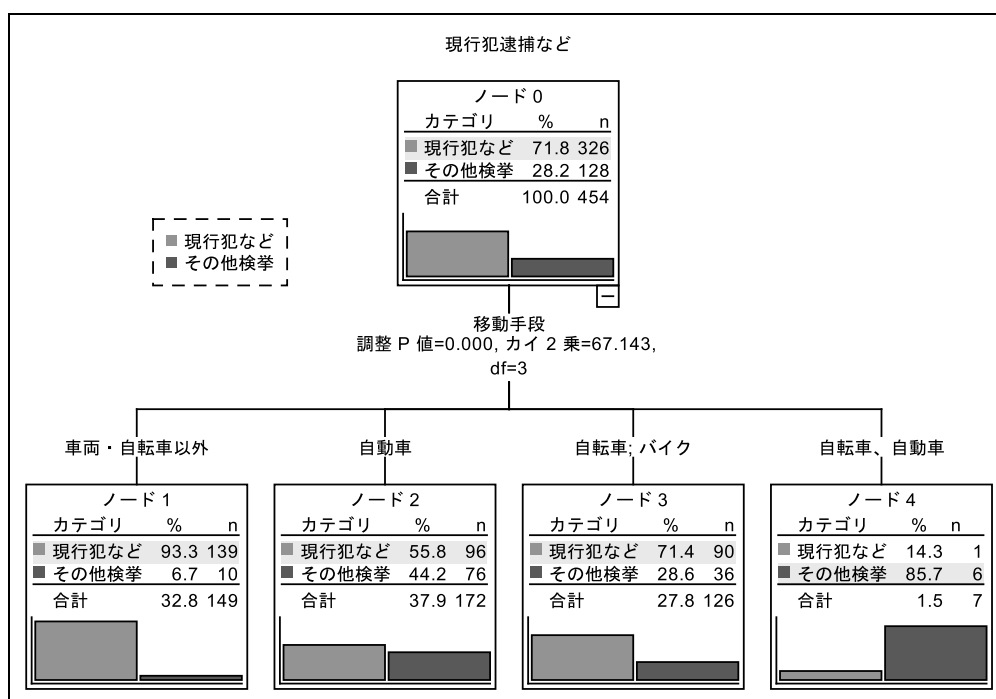 現行犯逮捕など
ノード 0
カテゴリ % n
現行犯など 71.8 326
その他検挙 28.2 128
合計 100.0 454
現行犯など
その他検挙
移動手段
調整 P 値=0.000, カイ 2 乗=67.143,
df=3
車両・自転車以外
自動車
自転車; バイク
自転車、自動車
ノード 1
カテゴリ % n
現行犯など 93.3 139
その他検挙 6.7 10
合計 32.8 149
ノード 2
カテゴリ % n
現行犯など 55.8 96
その他検挙 44.2 76
合計 37.9 172
ノード 3
カテゴリ % n
現行犯など 71.4 90
その他検挙 28.6 36
合計 27.8 126
ノード 4
カテゴリ % n
現行犯など 14.3 1
その他検挙 85.7 6
合計 1.5 7